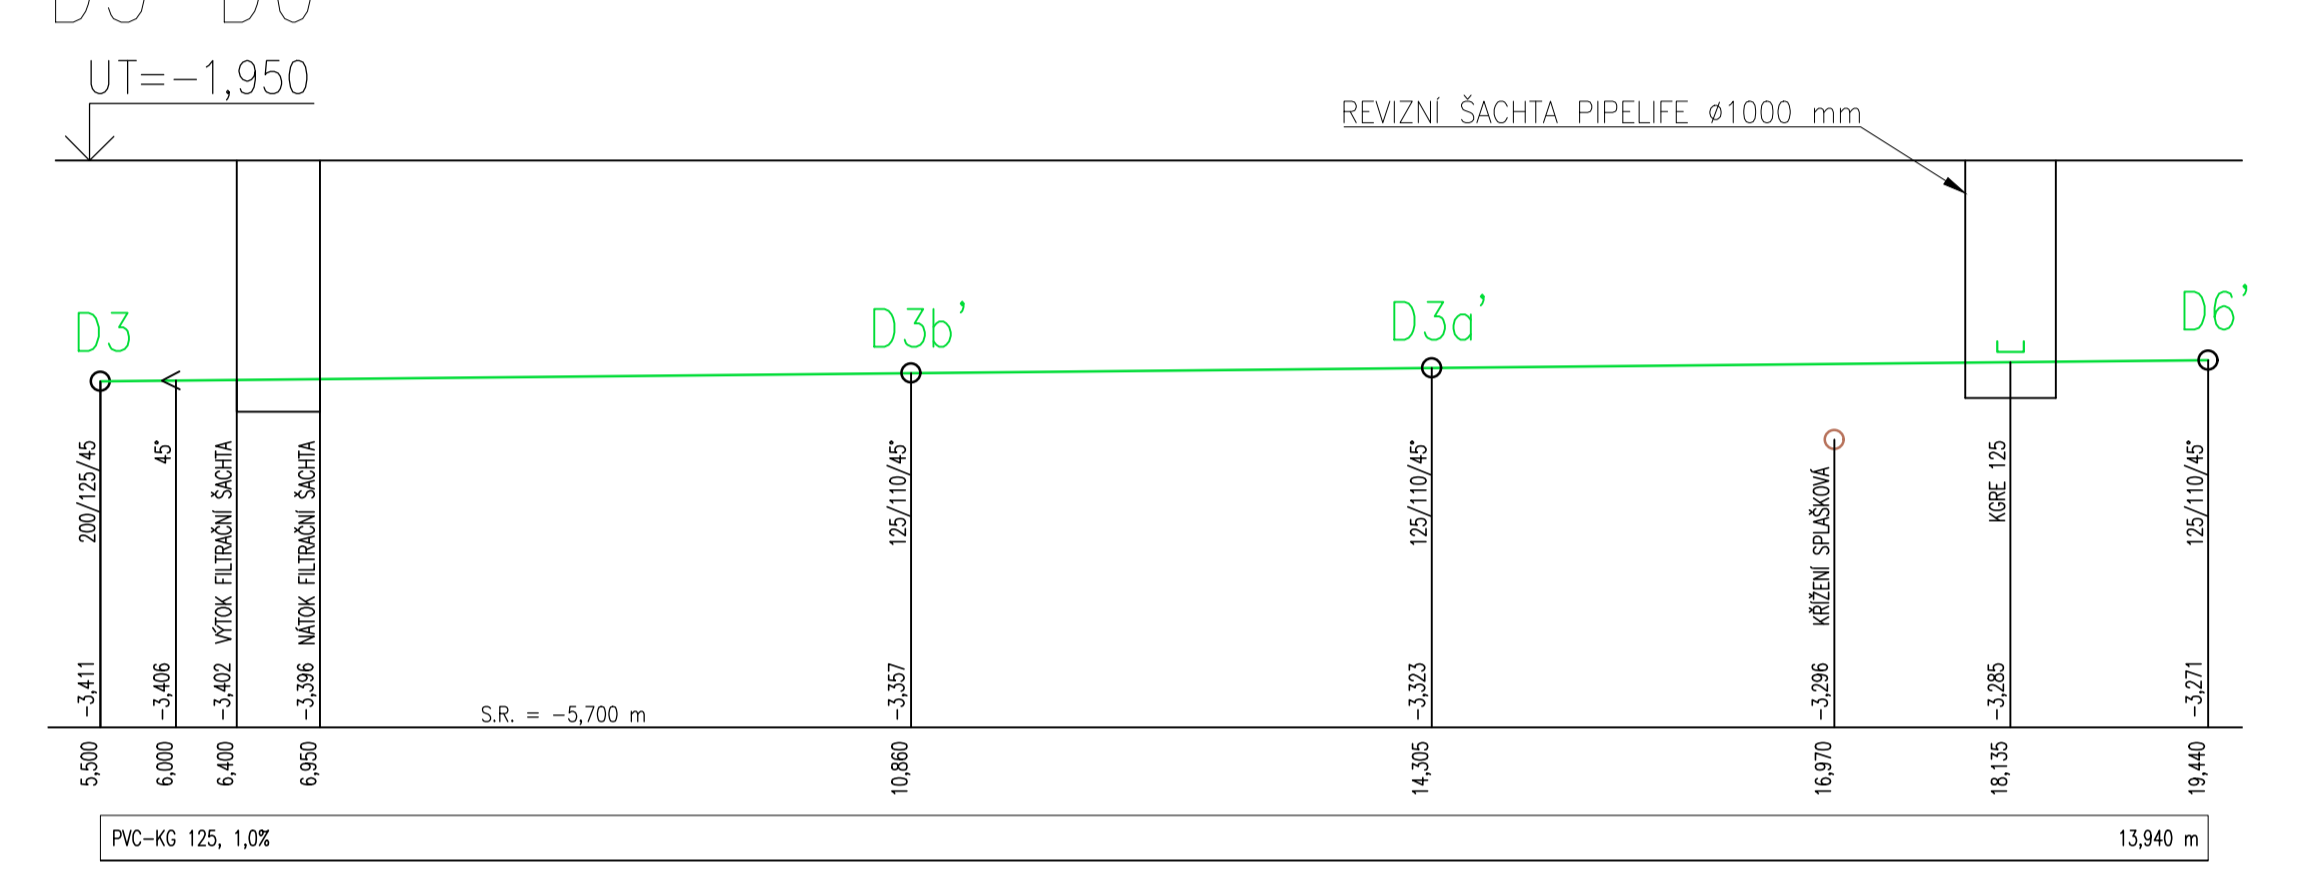 UT=-1,950
REVIZNÍ ŠACHTA PIPELIFE ø1000 mm
D3
D3b'
D3a'
D6'
200/125/45
45°
VÝTOK FILTRAČNÍ ŠACHTA
NÁTOK FILTRAČNÍ ŠACHTA
125/110/45°
125/110/45°
KŘÍŽENÍ SPLAŠKOVÁ
KGRE 125
125/110/45°
-3,411
-3,406
-3,402
-3,396
S.R. = -5,700 m
-3,357
-3,323
-3,296
-3,285
-3,271
5,500
6,000
6,400
6,950
10,860
14,305
16,970
18,135
19,440
PVC-KG 125, 1,0%
13,940 m